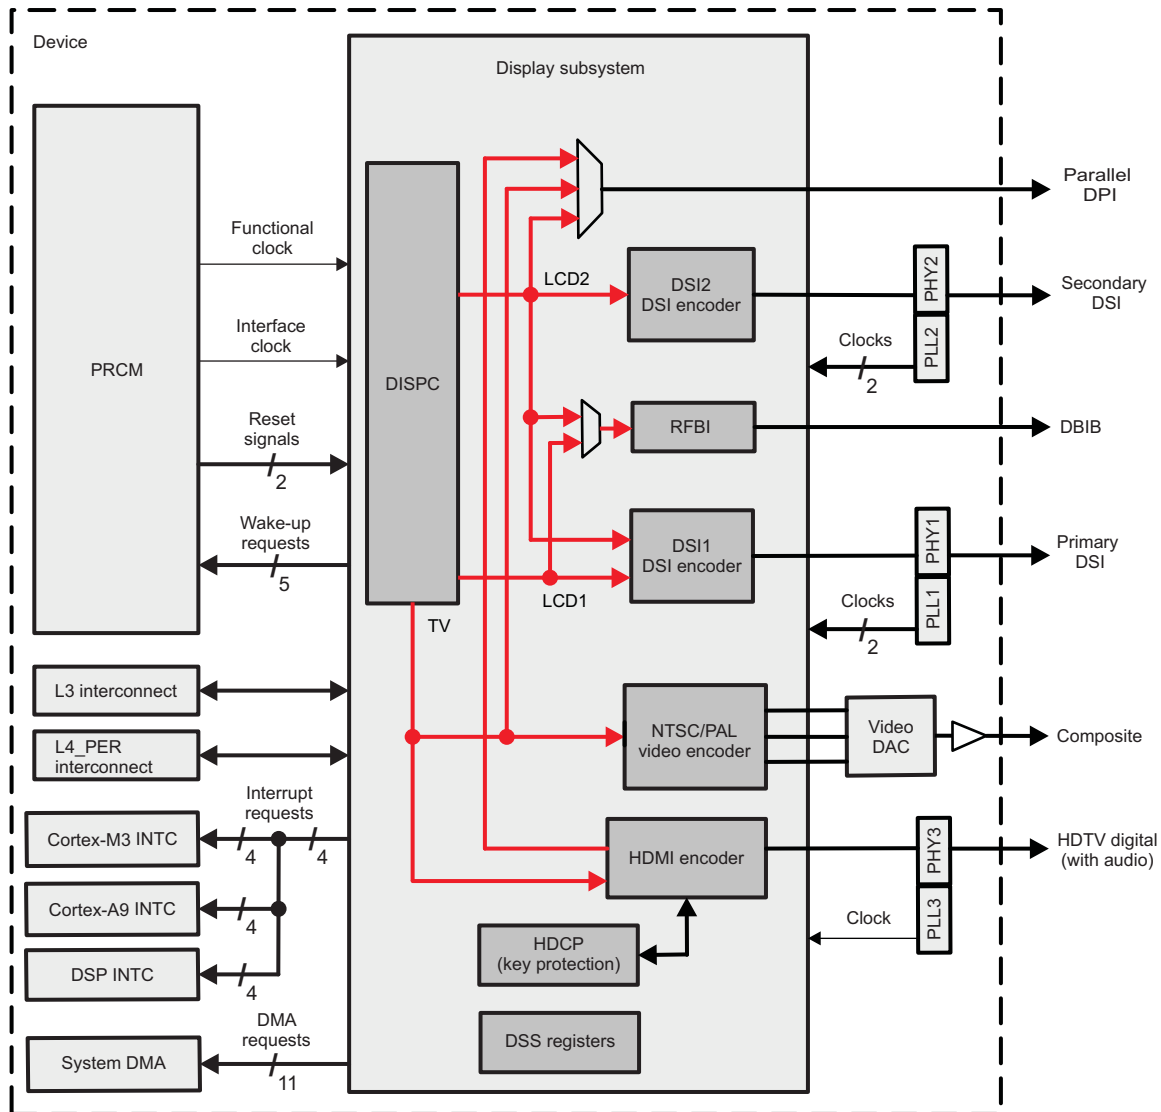 Device
Display subsystem
Parallel
DPI
Functional
clock
LCD2
DSI2
DSI encoder
PHY2
Secondary
DSI
Interface
clock
Clocks
2
PLL2
PRCM
DISPC
Reset
signals
2
RFBI
DBIB
Wake-up
requests
5
DSI1
DSI encoder
PHY1
Primary
DSI
LCD1
Clocks
2
PLL1
TV
L3 interconnect
L4_PER
interconnect
NTSC/PAL
video encoder
Video
DAC
Composite
Interrupt
requests
Cortex-M3 INTC
4
4
HDMI encoder
PHY3
HDTV digital
(with audio)
Cortex-A9 INTC
4
Clock
PLL3
HDCP
(key protection)
DSP INTC
4
DMA
requests
DSS registers
System DMA
11